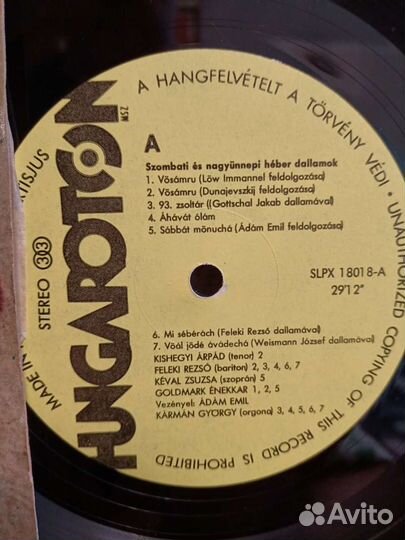 A HANGFELVÉTELT A TÖRVÉNY VÉDI • UNAUTHORIZED COPYING OF THIS RECORD IS PROHIBITED
ARTISJUS
HUNGAROTON
MSZ
STEREO 303
MADE IN
A
Szombati és nagyünnepi héber dallamok
1. Vösámru (Löw Immannel feldolgozása)
2. Vösámru (Dunajevszkij feldolgozása)
3. 93. zsoltár ((Gottschal Jakab dallamával)
4. Áhávát ólám
5. Sábbát mönuchá (Ádám Emil feldolgozása)
SLPX 18018-A
29'12"
6. Mi sébérách (Feleki Rezső dallamával)
7. Vöál jödé ávádechá (Weismann József dallamával)
KISHEGYI ÁRPÁD (tenor) 2
FELEKI REZSŐ (bariton) 2, 3, 4, 6, 7
KÉVAL ZSUZSA (szoprán) 5
GOLDMARK ÉNEKKAR 1, 2, 5
Vezényel: ÁDÁM EMIL
KÁRMÁN GYÖRGY (orgona) 3, 4, 5, 6, 7
Avito